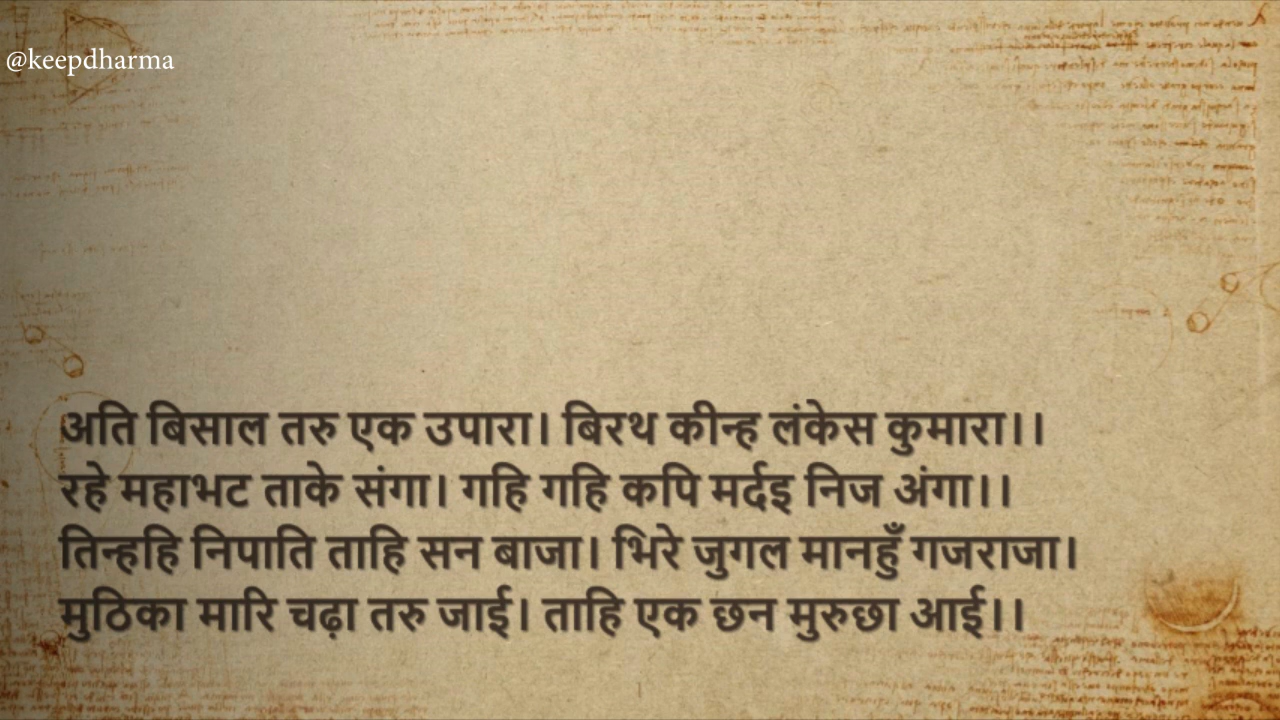 @keepdharma
अति बिसाल तरु एक उपारा। बिरथ कीन्ह लंकेस कुमारा।।
रहे महाभट ताके संगा। गहि गहि कपि मर्दइ निज अंगा।।
तिन्हहि निपाति ताहि सन बाजा। भिरे जुगल मानहुँ गजराजा।
मुठिका मारि चढ़ा तरु जाई। ताहि एक छन मुरुछा आई।।